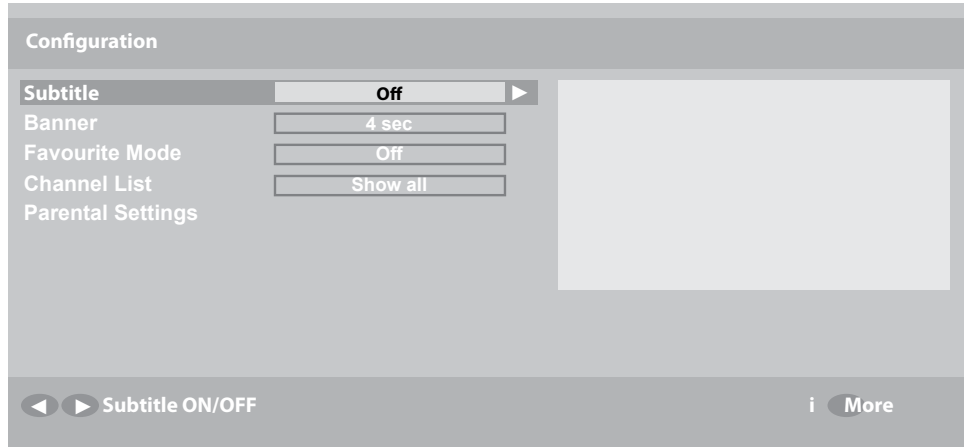 Configuration
Subtitle Off
Banner 4 sec
Favourite Mode Off
Channel List Show all
Parental Settings
Subtitle ON/OFF i More